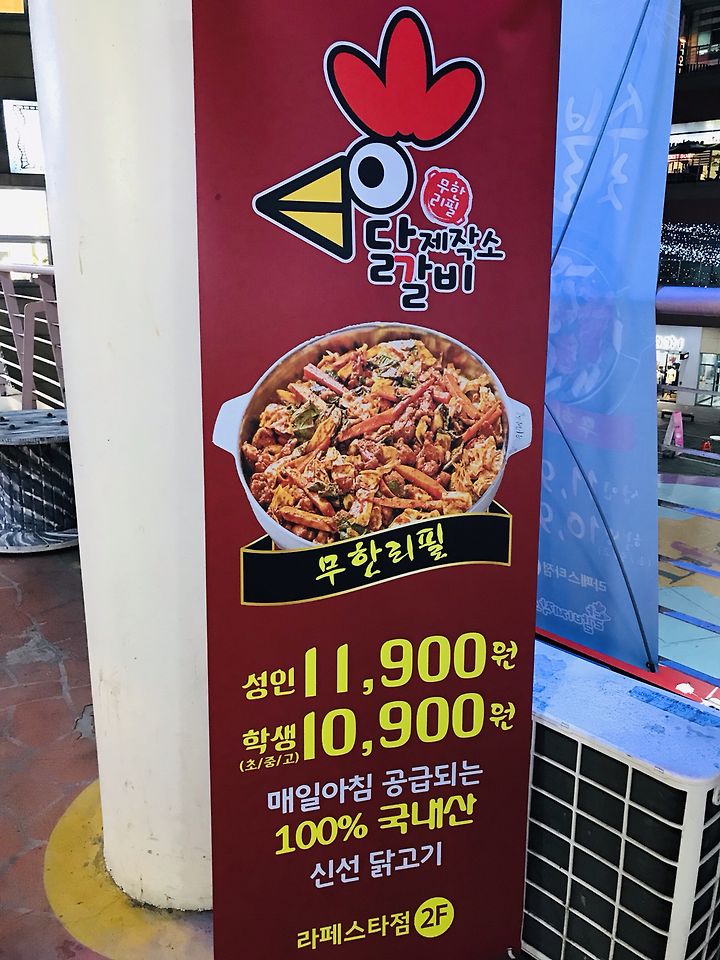 무한
리필
닭제작소
갈비
무한리필
성인 11,900원
학생 10,900원
(초/중/고)
매일아침 공급되는
100% 국내산
신선 닭고기
라페스타점 2F